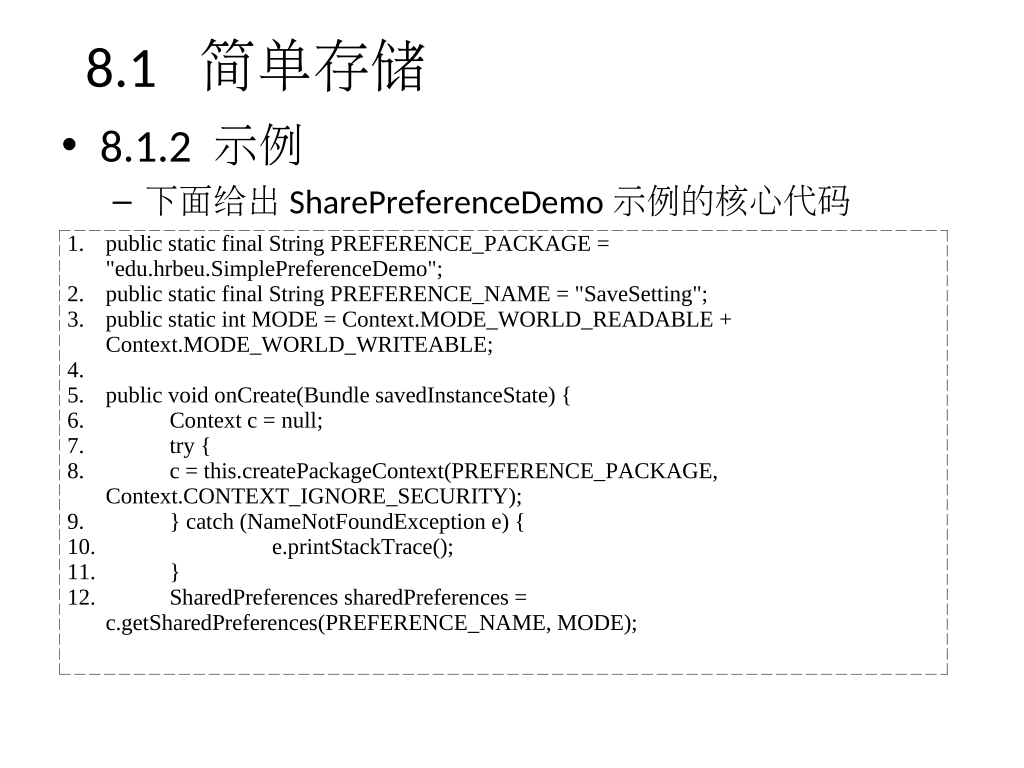 8.1 简单存储
• 8.1.2 示例
– 下面给出 SharePreferenceDemo 示例的核心代码
1. public static final String PREFERENCE_PACKAGE =
"edu.hrbeu.SimplePreferenceDemo";
2. public static final String PREFERENCE_NAME = "SaveSetting";
3. public static int MODE = Context.MODE_WORLD_READABLE +
Context.MODE_WORLD_WRITEABLE;
4.
5. public void onCreate(Bundle savedInstanceState) {
6. Context c = null;
7. try {
8. c = this.createPackageContext(PREFERENCE_PACKAGE,
Context.CONTEXT_IGNORE_SECURITY);
9. } catch (NameNotFoundException e) {
10. e.printStackTrace();
11. }
12. SharedPreferences sharedPreferences =
c.getSharedPreferences(PREFERENCE_NAME, MODE);